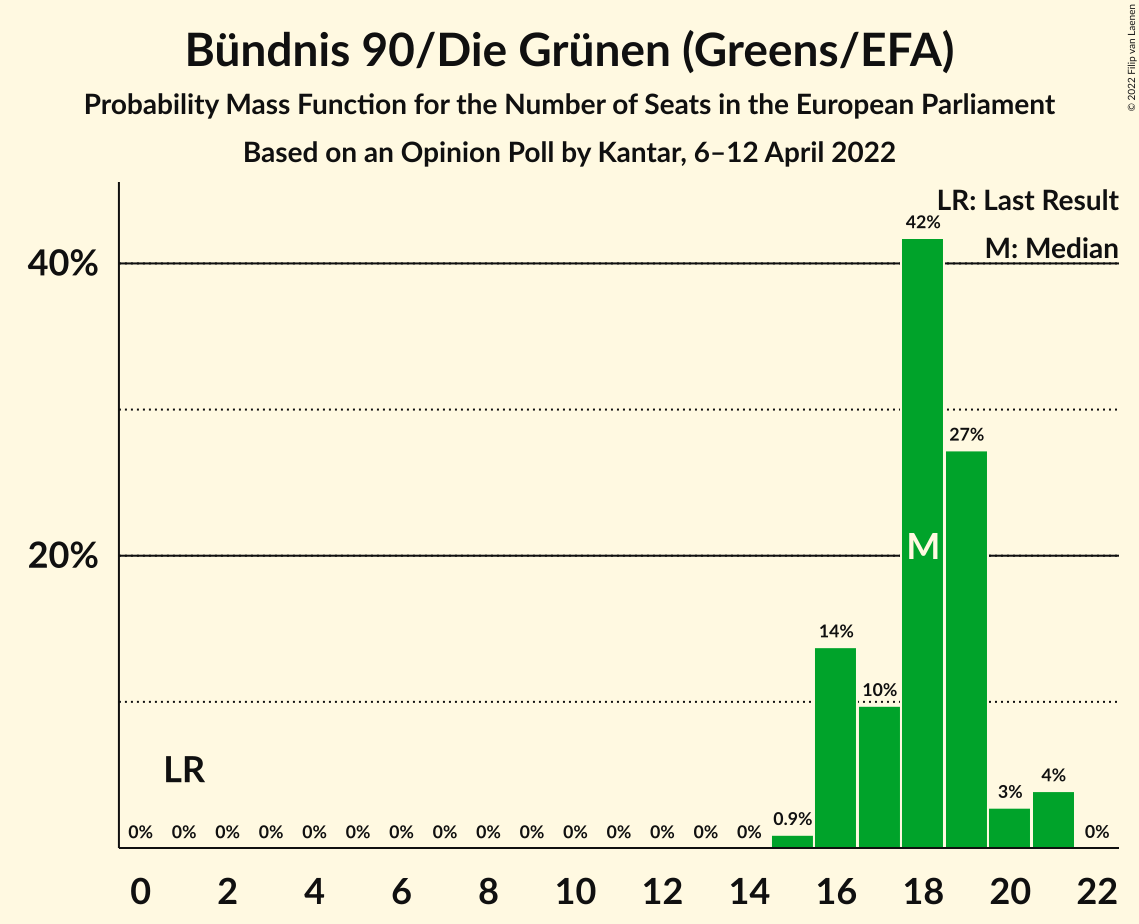 Bündnis 90/Die Grünen (Greens/EFA)
Probability Mass Function for the Number of Seats in the European Parliament
Based on an Opinion Poll by Kantar, 6–12 April 2022
© 2022 Filip van Laenen
LR: Last Result
M: Median
42%
40%
27%
20%
M
14%
10%
LR
4%
3%
0.9%
0% 0% 0% 0% 0% 0% 0% 0% 0% 0% 0% 0% 0% 0% 0% 0%
0 2 4 6 8 10 12 14 16 18 20 22